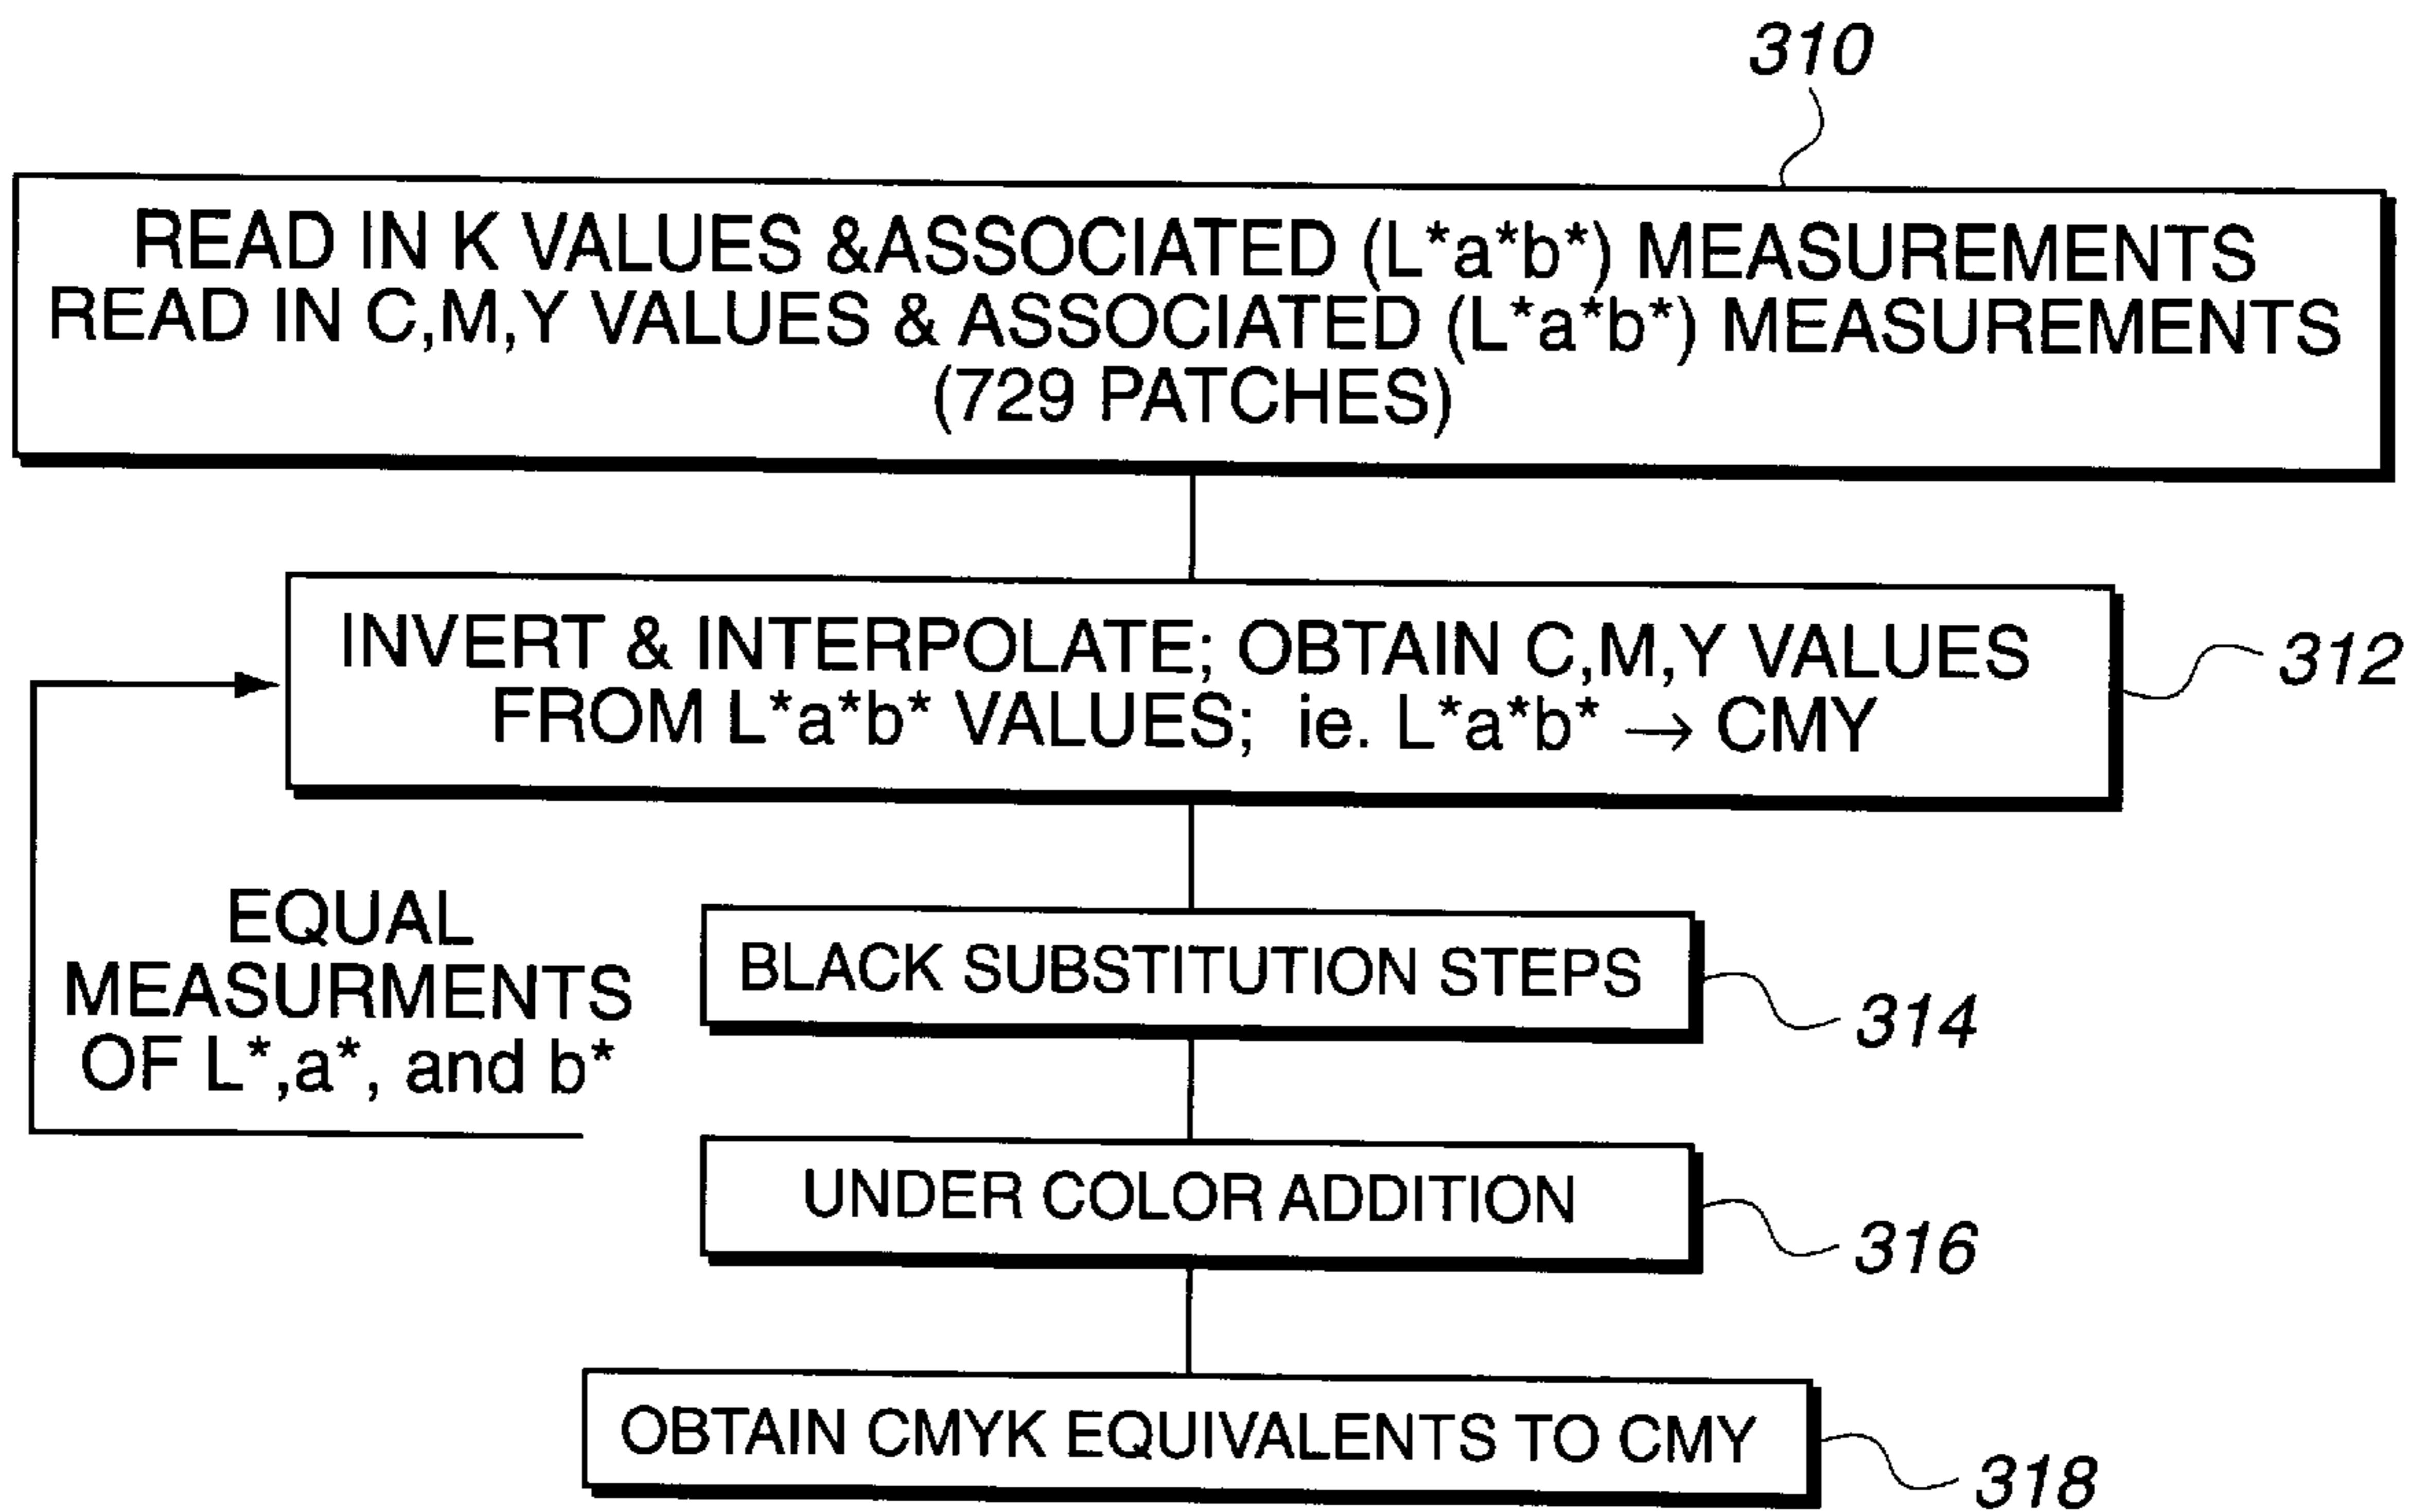 310
READ IN K VALUES &ASSOCIATED (L*a*b*) MEASUREMENTS
READ IN C,M,Y VALUES & ASSOCIATED (L*a*b*) MEASUREMENTS
(729 PATCHES)
INVERT & INTERPOLATE; OBTAIN C,M,Y VALUES
FROM L*a*b* VALUES; ie. L*a*b* → CMY
312
EQUAL
MEASURMENTS
OF L*,a*, and b*
BLACK SUBSTITUTION STEPS
314
UNDER COLOR ADDITION
316
OBTAIN CMYK EQUIVALENTS TO CMY
318